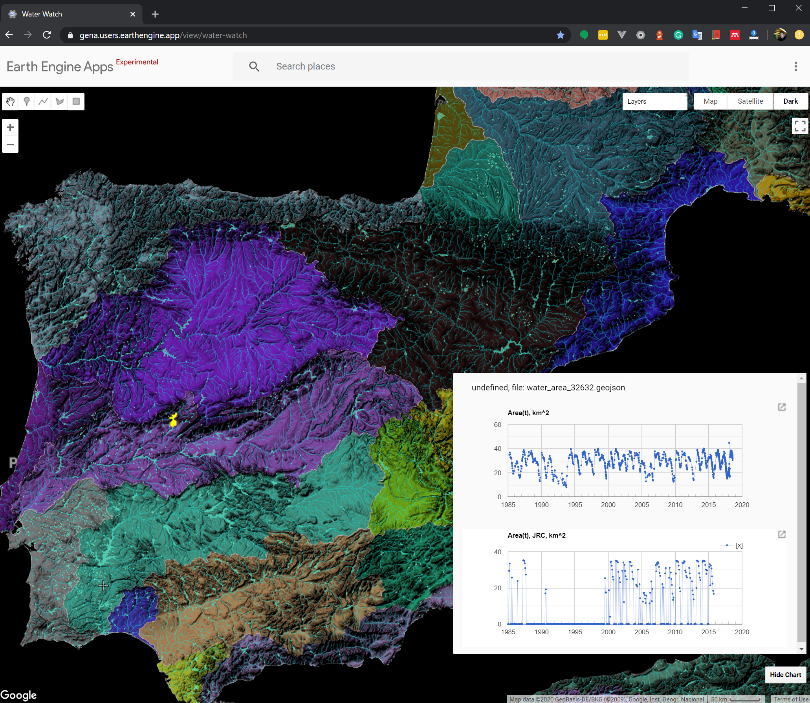 Water Watch
gena.users.earthengine.app/view/water-watch
Earth Engine Apps Experimental
Search places
Layers
Map
Satellite
Dark
+
−
P
undefined, file: water_area_32632.geojson
Area(t), km^2
60
40
20
0
1985 1990 1995 2000 2005 2010 2015 2020
Area(t), JRC, km^2
[X]
40
20
0
1985 1990 1995 2000 2005 2010 2015 2020
Hide Chart
Google
Map data ©2020 GeoBasis-DE/BKG (©2009), Google, Inst. Geogr. Nacional
50 km
Terms of Use